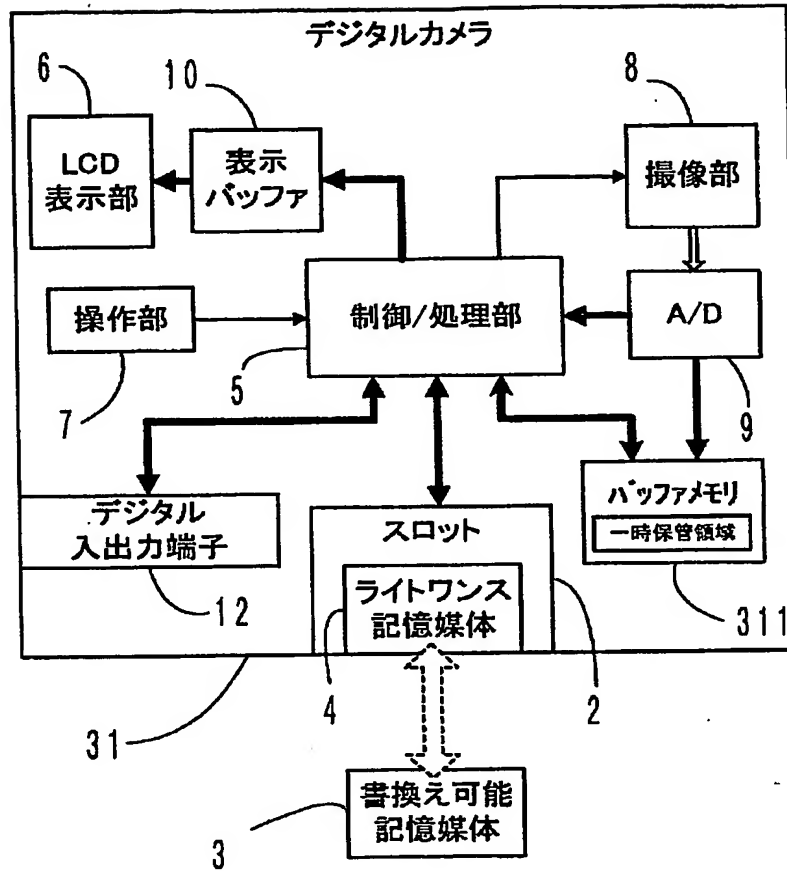 デジタルカメラ
6
10
8
LCD
表示部
表示
バッファ
撮像部
操作部
制御/処理部
A/D
7
5
9
デジタル
入出力端子
スロット
バッファメモリ
一時保管領域
ライトワンス
記憶媒体
12
311
4
2
31
書換え可能
記憶媒体
3